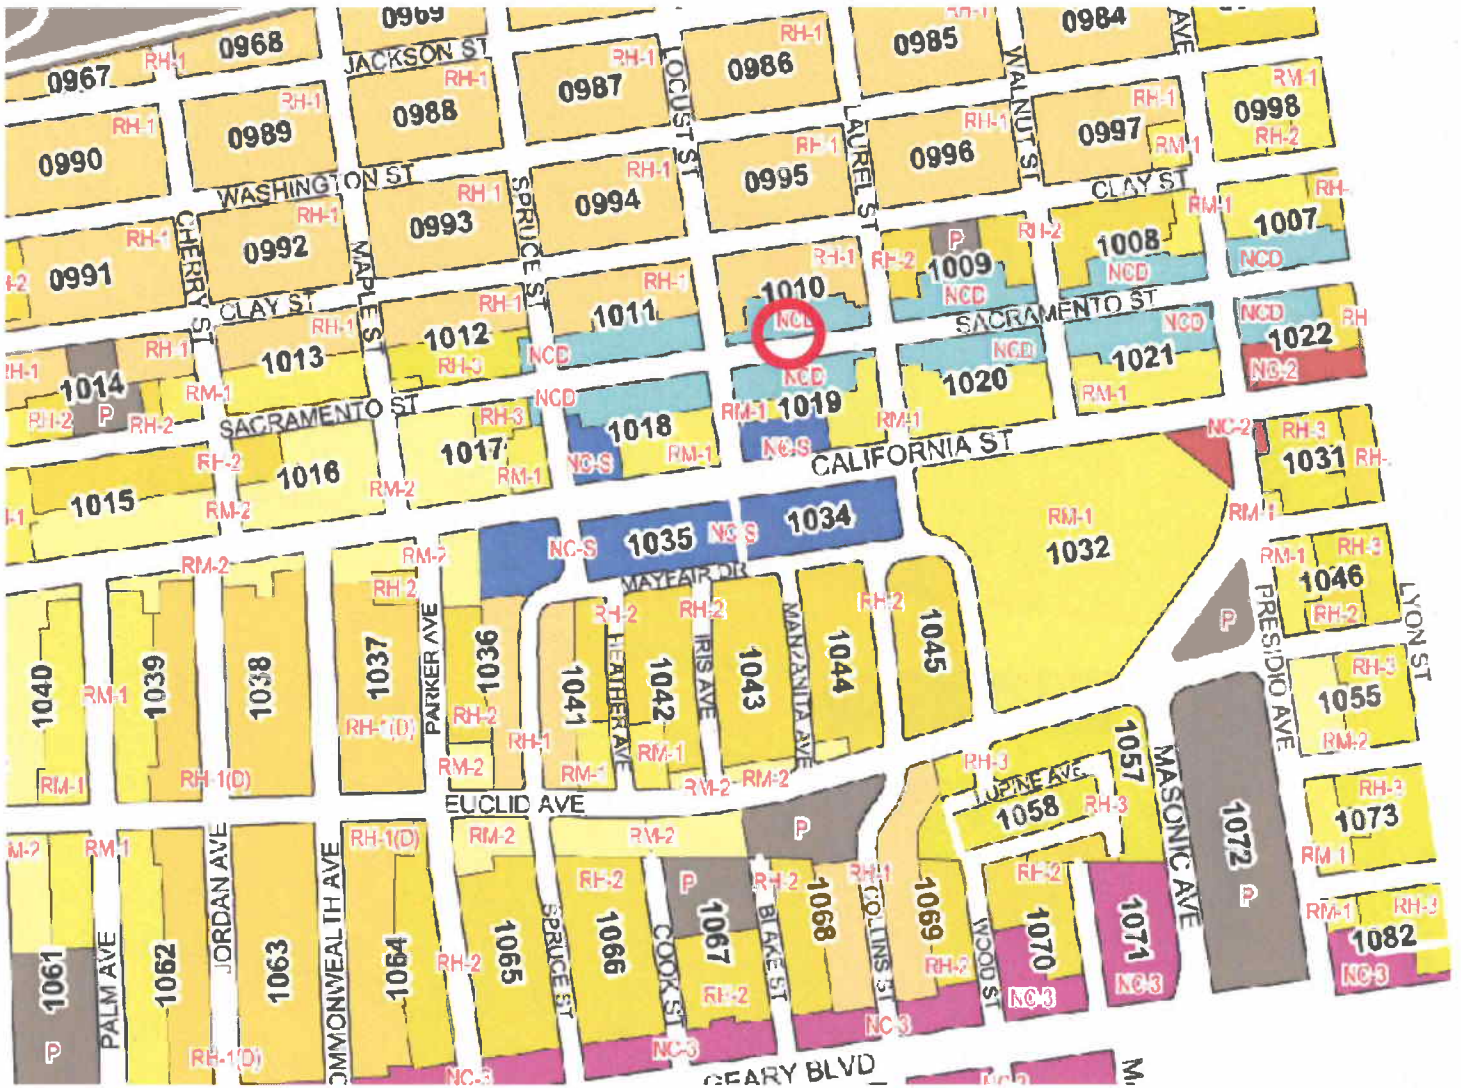 0969
0968
JACKSON ST
RH-1
0967
RH-1
0984
AVE
0985
RH-1
RH-1
0986
RH-1
0987
RH-1
0988
RH-1
0989
RH-1
0990
LOCUST ST
WALNUT ST
RM-1
0998
RH-2
RH-1
0997
RM-1
RH-1
0996
RH-1
0995
LAUREL ST
WASHINGTON ST
RH-1
0994
RH-1
0993
SPRUCE ST
RH-1
0992
RH-1
0991
CHERRY ST
MAPLE ST
CLAY ST
RM-1
1007
NCD
RH-2
1008
NCD
P
1009
NCD
RH-2
RH-1
1010
NCD
RH-1
1011
NCD
RH-1
1012
RH-3
CLAY ST
RH-1
1013
RH-1
1014
RH-1
RH-2
P
RH-2
RM-1
SACRAMENTO ST
NCD
1022
RH
NC-2
NCD
1021
RM-1
NCD
1020
RM-1
NCD
1019
RM-1
NC-S
NCD
1018
NC-S
RM-1
SACRAMENTO ST
RH-3
1017
RM-1
RH-2
1016
RM-2
1015
RM-2
CALIFORNIA ST
NC-2
RH-3
1031
RM-1
RM-1
1032
1034
NC-S
1035
NC-S
MAYFAIR DR
RM-2
RH-2
RM-2
RM-1
RH-3
1046
RH-2
LYON ST
PRESIDIO AVE
P
RH-2
1045
1044
MANZANITA AVE
1043
IRIS AVE
RH-2
1042
RM-1
HEATHER AVE
RH-2
1041
RM-1
RH-1
1036
RH-2
RM-2
PARKER AVE
1037
RH-1(D)
1038
RH-1(D)
1039
RM-1
1040
RM-1
RH-3
1055
RM-2
RM-2
RM-2
EUCLID AVE
RH-3
1057
LUPINE AVE
1058
RH-3
MASONIC AVE
1072
P
RH-3
1073
RM-1
RM-1
RH-3
1082
NC-3
P
RM-2
RM-2
RH-1(D)
RM-1
M-2
1061
P
PALM AVE
1062
JORDAN AVE
RH-1(D)
1063
OMMONWEALTH AVE
1064
RH-2
1065
SPRUCE ST
RH-2
1066
COOK ST
P
1067
RH-2
RH-2
BLAKE ST
1068
RH-1
COLLINS ST
1069
RH-2
WOOD ST
RH-2
1070
NC-3
1071
NC-3
NC-3
NC-3
NC-3
GEARY BLVD